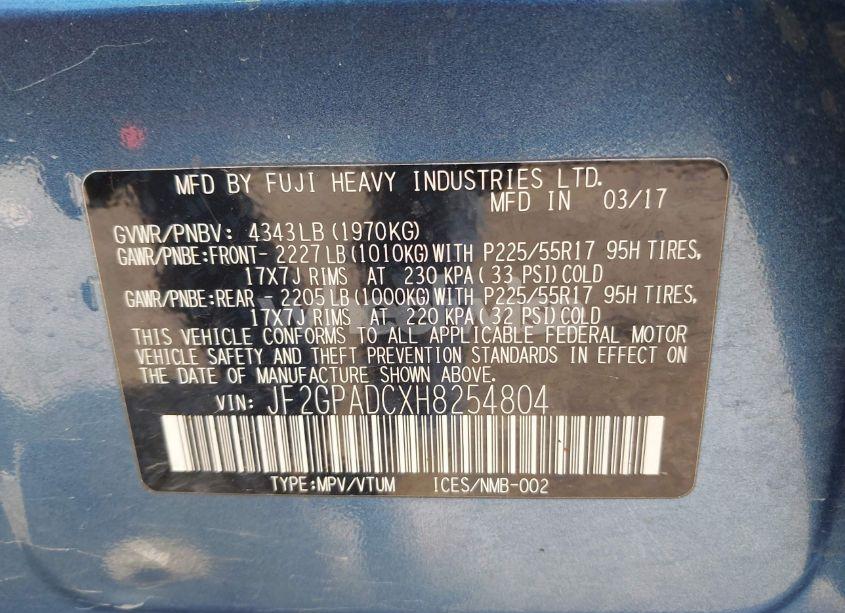 MFD BY FUJI HEAVY INDUSTRIES LTD.
MFD IN 03/17
GVWR/PNBV: 4343LB (1970KG)
GAWR/PNBE:FRONT- 2227LB(1010KG)WITH P225/55R17 95H TIRES,
17X7J RIMS AT 230 KPA( 33 PSI)COLD
GAWR/PNBE:REAR - 2205LB(1000KG)WITH P225/55R17 95H TIRES,
17X7J RIMS AT 220 KPA(32 PSI)COLD
THIS VEHICLE CONFORMS TO ALL APPLICABLE FEDERAL MOTOR
VEHICLE SAFETY AND THEFT PREVENTION STANDARDS IN EFFECT ON
THE DATE OF MANUFACTURE SHOWN ABOVE.
VIN: JF2GPADCXH8254804
TYPE:MPV/VTUM ICES/NMB-002